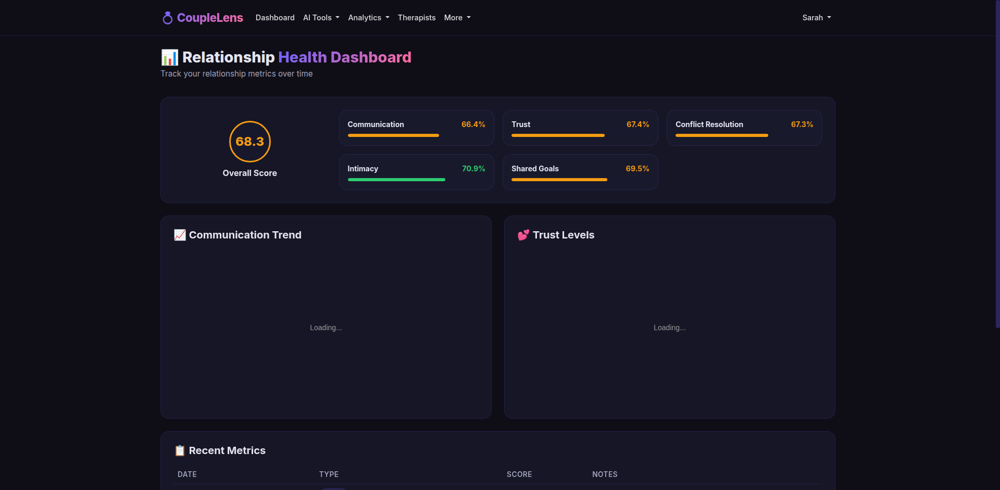 CoupleLens
Dashboard
AI Tools
Analytics
Therapists
More
Sarah
Relationship Health Dashboard
Track your relationship metrics over time
68.3
Overall Score
Communication 66.4%
Trust 67.4%
Conflict Resolution 67.3%
Intimacy 70.9%
Shared Goals 69.5%
Communication Trend
Loading...
Trust Levels
Loading...
Recent Metrics
DATE TYPE SCORE NOTES